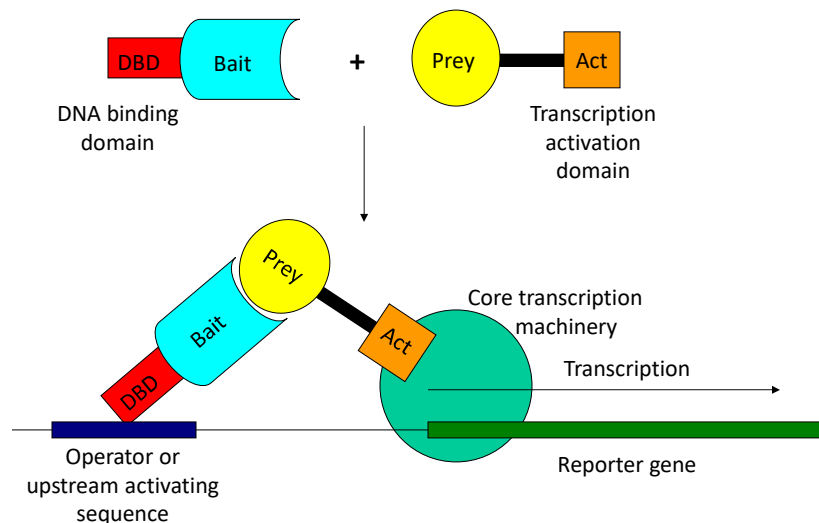 DBD
Bait
+
Prey
Act
DNA binding
domain
Transcription
activation
domain
Prey
Bait
Act
DBD
Core transcription
machinery
Transcription
Operator or
upstream activating
sequence
Reporter gene